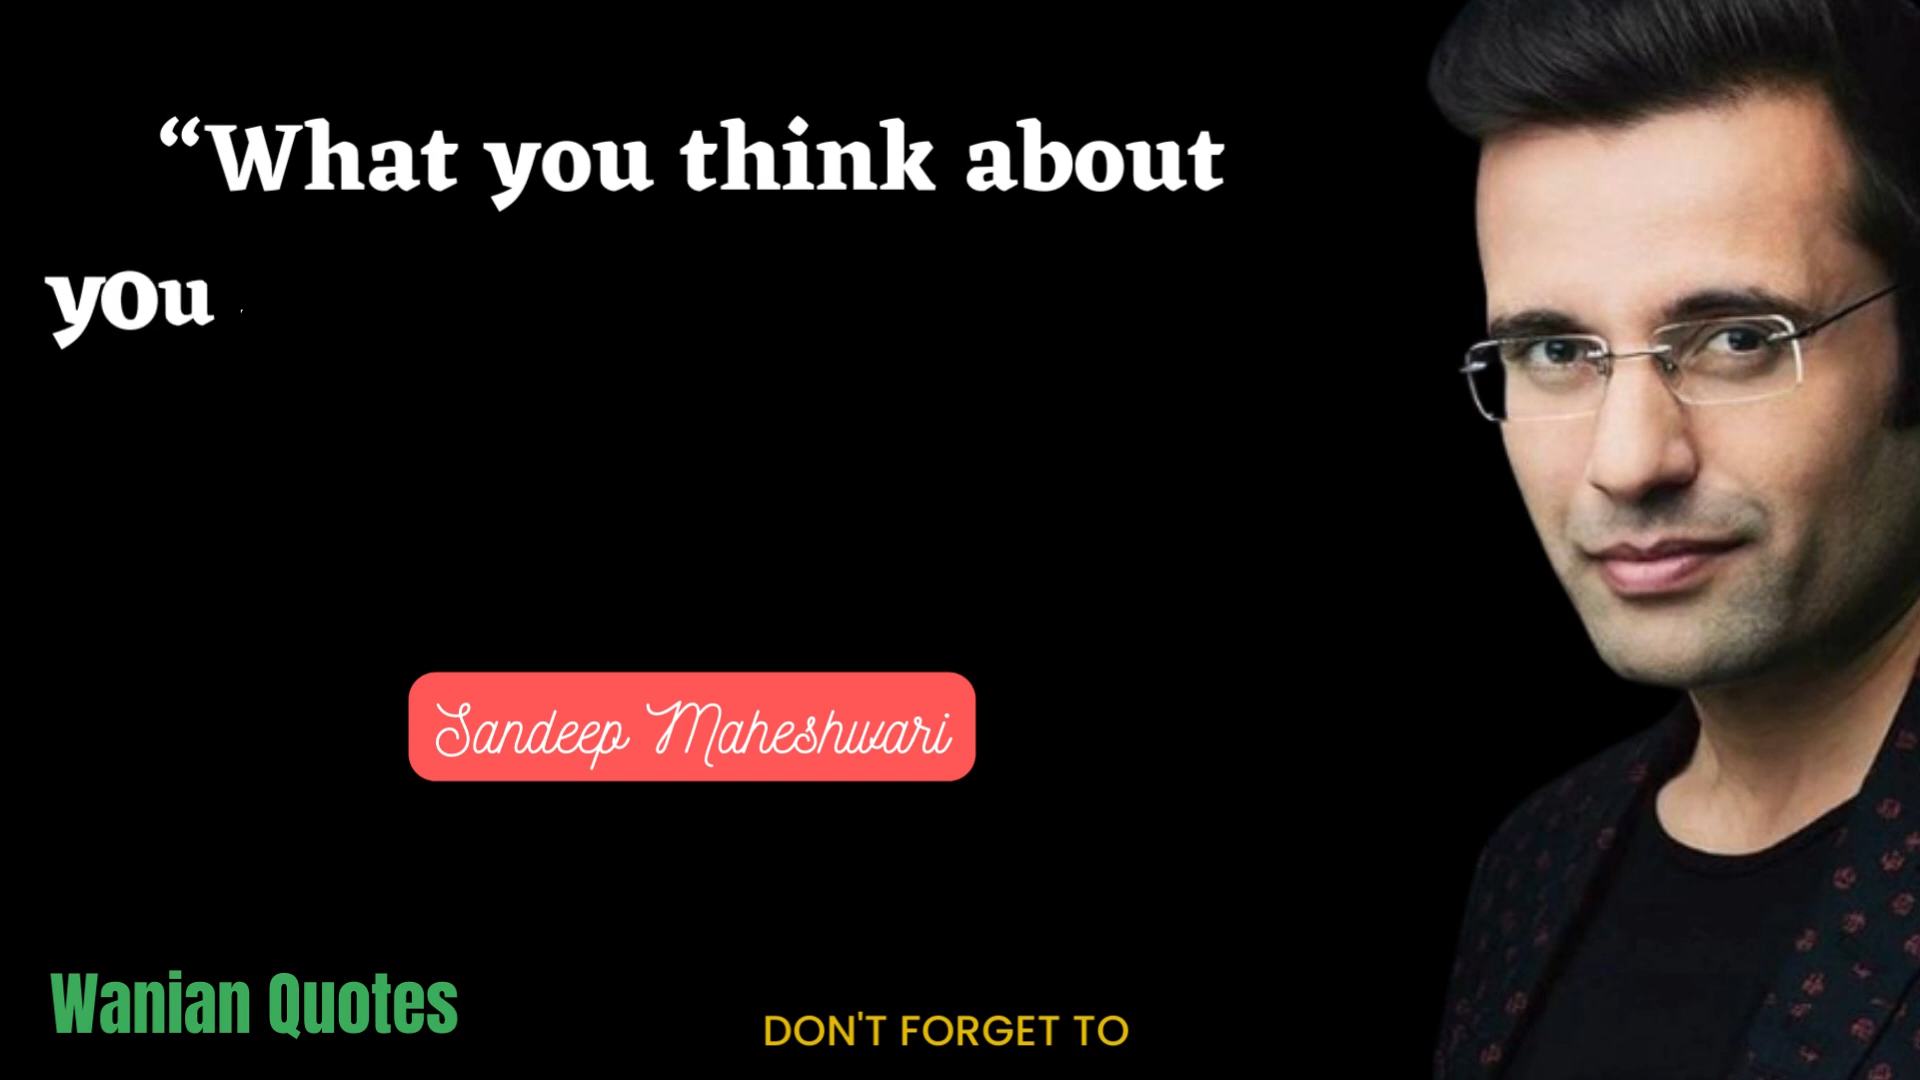 “What you think about
you
Sandeep Maheshwari
Wanian Quotes
DON'T FORGET TO